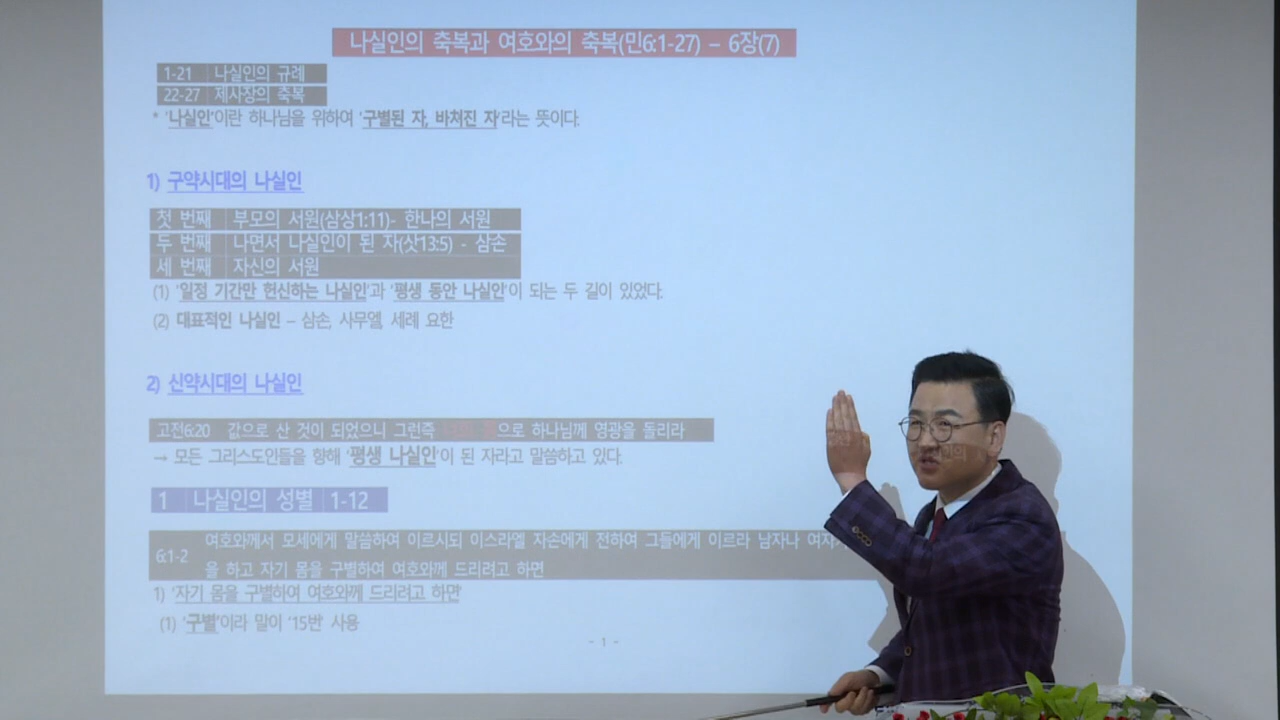 나실인의 축복과 여호와의 축복(민6:1-27) – 6장(7)
1-21 나실인의 규례
22-27 제사장의 축복
* '나실인'이란 하나님을 위하여 '구별된 자, 바쳐진 자'라는 뜻이다.
1) 구약시대의 나실인
첫 번째 부모의 서원(삼상1:11)- 한나의 서원
두 번째 나면서 나실인이 된 자(삿13:5) - 삼손
세 번째 자신의 서원
(1) '일정 기간만 헌신하는 나실인'과 '평생 동안 나실인'이 되는 두 길이 있었다.
(2) 대표적인 나실인 – 삼손, 사무엘, 세례 요한
2) 신약시대의 나실인
고전6:20 값으로 산 것이 되었으니 그런즉 으로 하나님께 영광을 돌리라
→ 모든 그리스도인들을 향해 '평생 나실인'이 된 자라고 말씀하고 있다.
1 나실인의 성별 1-12
6:1-2 여호와께서 모세에게 말씀하여 이르시되 이스라엘 자손에게 전하여 그들에게 이르라 남자나
을 하고 자기 몸을 구별하여 여호와께 드리려고 하면
1) '자기 몸을 구별하여 여호와께 드리려고 하면'
(1) '구별'이라 말이 '15번' 사용
- 1 -